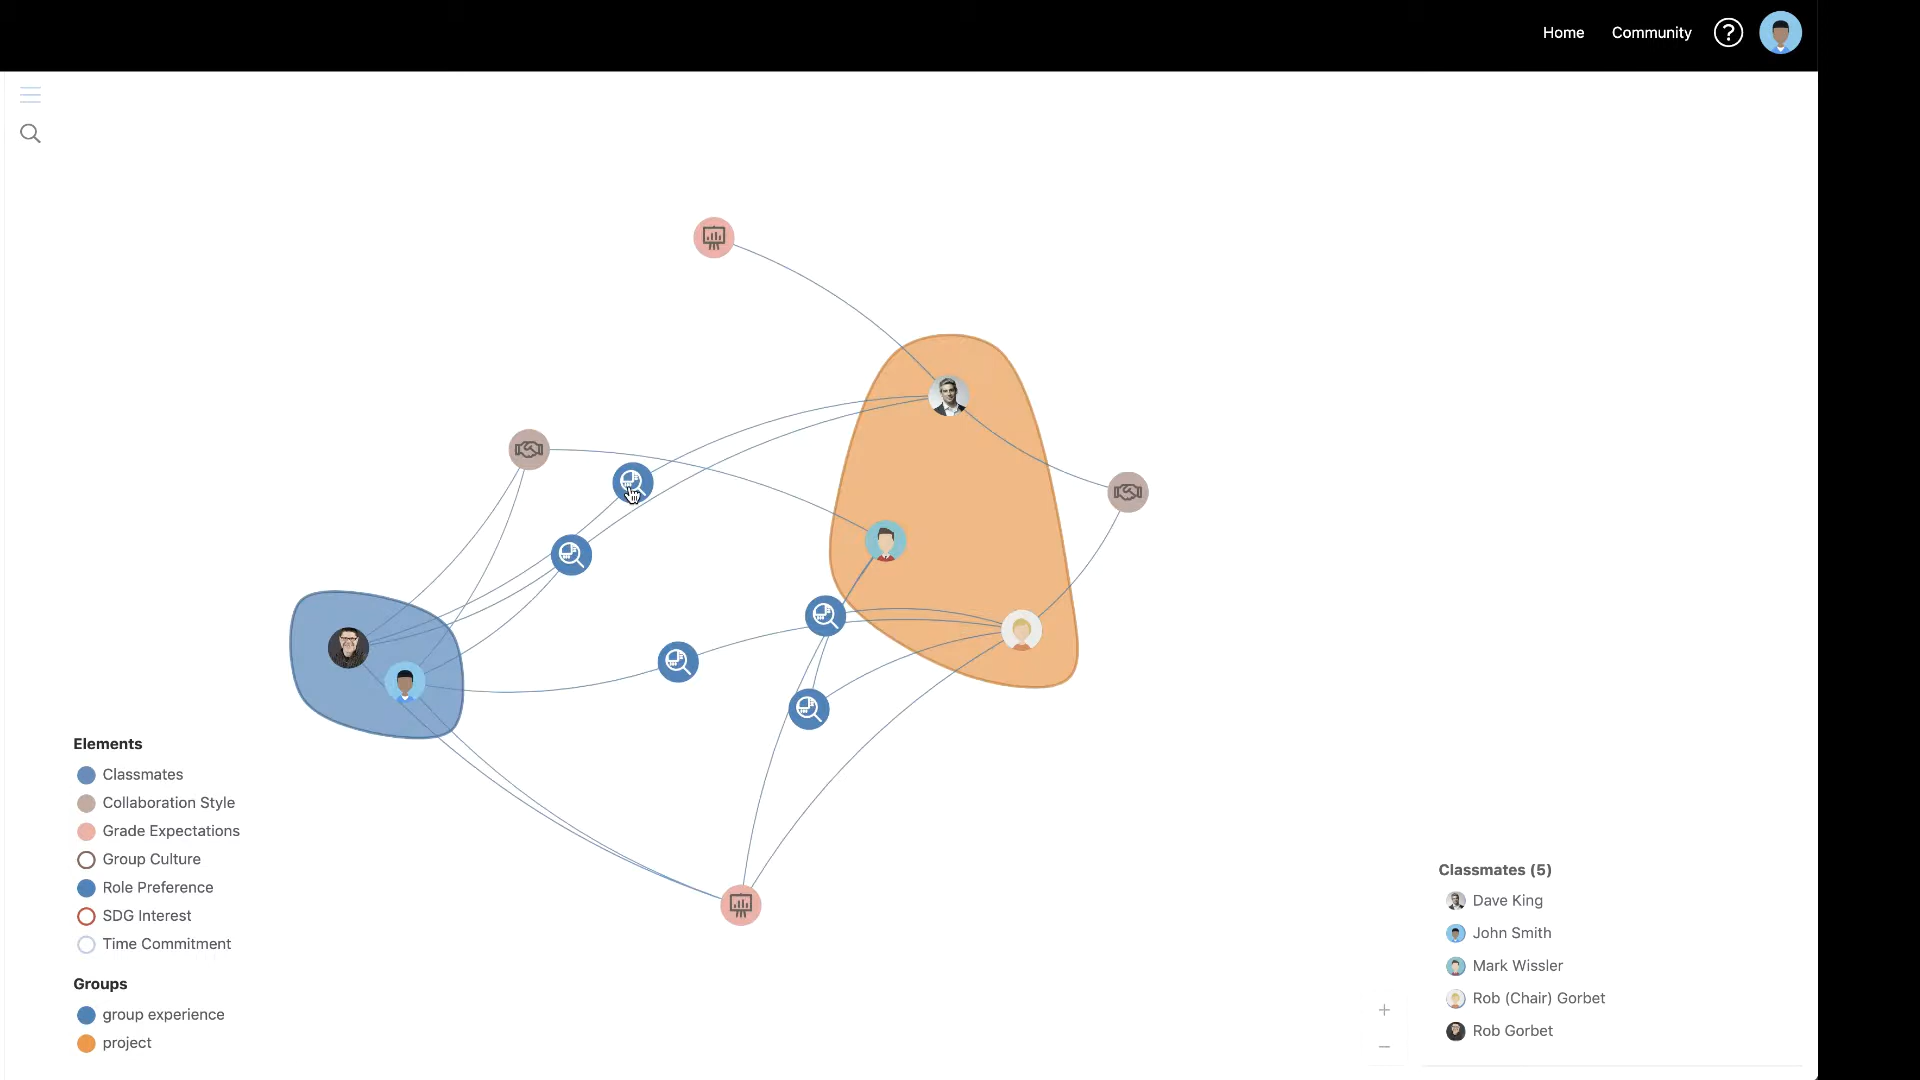 Home
Community
?
Elements
Classmates
Collaboration Style
Grade Expectations
Group Culture
Role Preference
SDG Interest
Time Commitment
Groups
group experience
project
Classmates (5)
Dave King
John Smith
Mark Wissler
Rob (Chair) Gorbet
Rob Gorbet